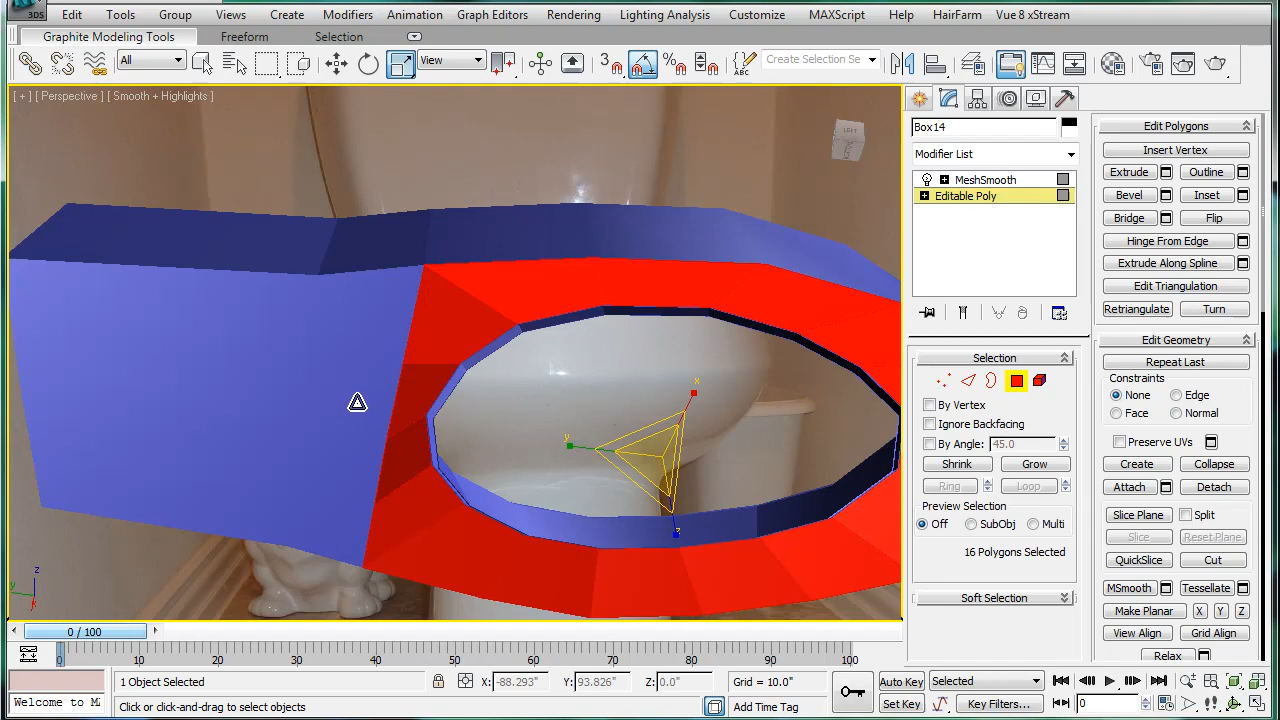 3DS
Edit Tools Group Views Create Modifiers Animation Graph Editors Rendering Lighting Analysis Customize MAXScript Help HairFarm Vue 8 xStream
Graphite Modeling Tools Freeform Selection
All View 3 ABC Create Selection Se
[ + ] [ Perspective ] [ Smooth + Highlights ]
LEFT
Box14
Modifier List
MeshSmooth
Editable Poly
Selection
By Vertex
Ignore Backfacing
By Angle: 45.0
Shrink Grow
Ring Loop
Preview Selection
Off SubObj Multi
16 Polygons Selected
Soft Selection
Edit Polygons
Insert Vertex
Extrude Outline
Bevel Inset
Bridge Flip
Hinge From Edge
Extrude Along Spline
Edit Triangulation
Retriangulate Turn
Edit Geometry
Repeat Last
Constraints
None Edge
Face Normal
Preserve UVs
Create Collapse
Attach Detach
Slice Plane Split
Slice Reset Plane
QuickSlice Cut
MSmooth Tessellate
Make Planar X Y Z
View Align Grid Align
Relax
x
y
z
z
y
x
0 / 100
0 10 20 30 40 50 60 70 80 90 100
1 Object Selected X: -88.293" Y: 93.826" Z: 0.0" Grid = 10.0" Auto Key Selected
Welcome to M Click or click-and-drag to select objects Add Time Tag Set Key Key Filters... 0